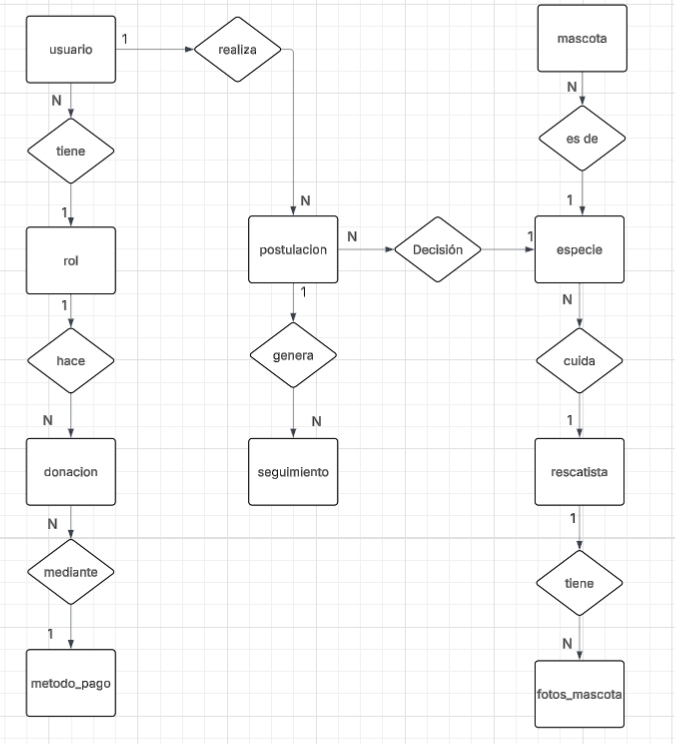 usuario
1
realiza
mascota
N
tiene
N
es de
1
rol
N
postulacion
N
Decisión
1
1
especie
1
hace
1
genera
N
cuida
N
donacion
N
seguimiento
1
rescatista
N
mediante
1
tiene
1
metodo_pago
N
fotos_mascota